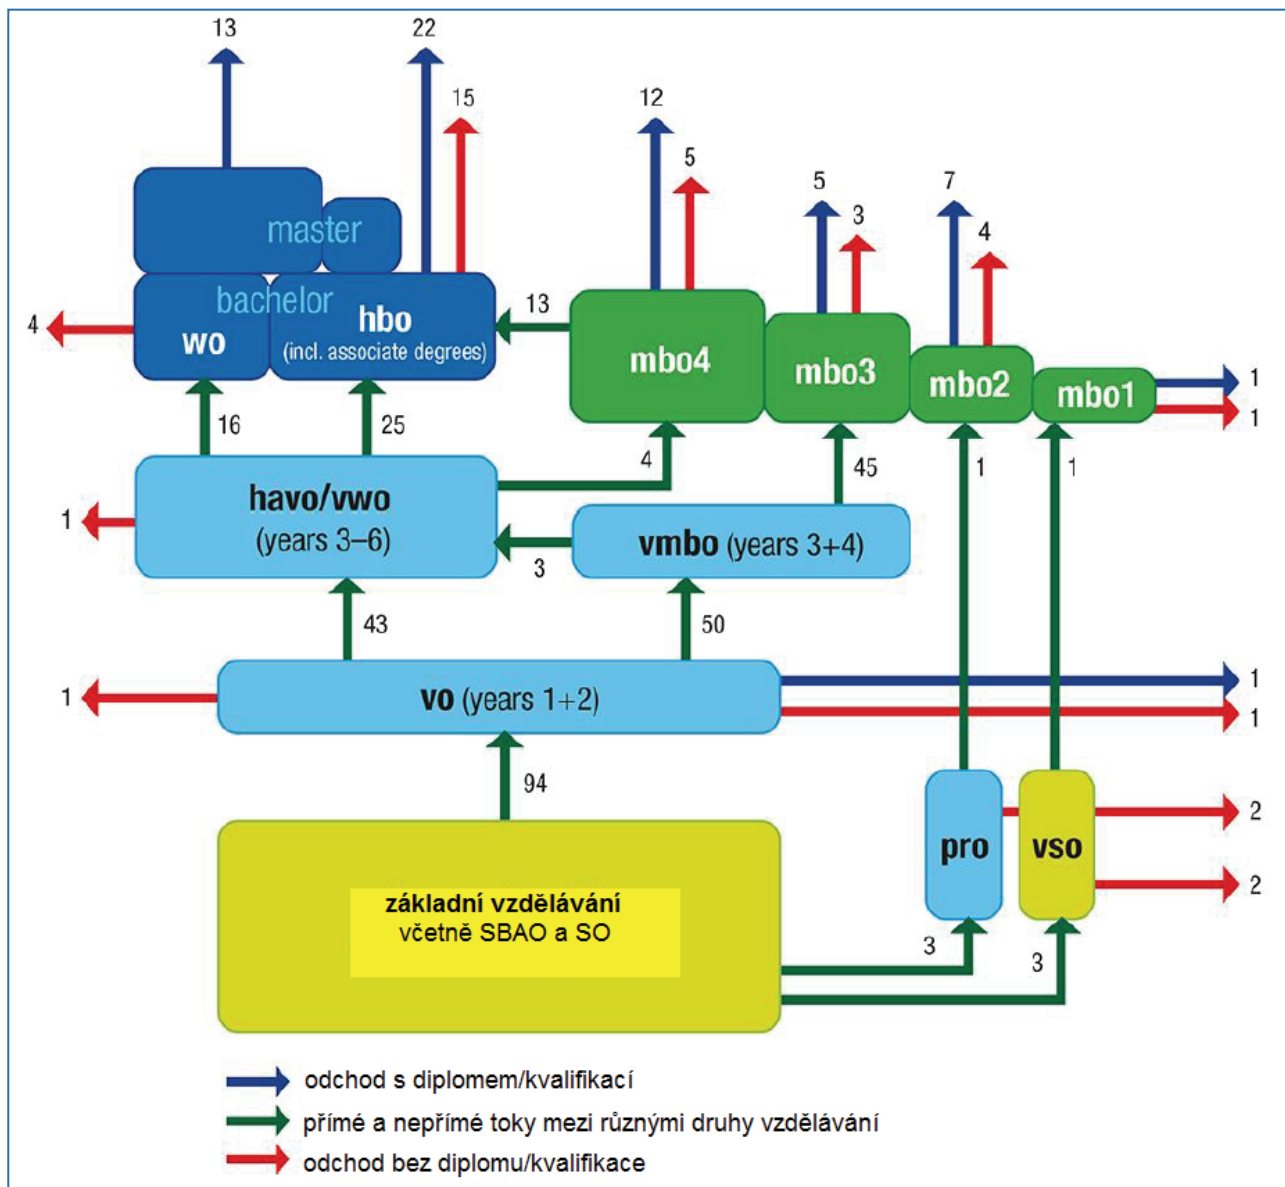 13
22
15
12
5
5
3
7
4
master
bachelor
wo
hbo
(incl. associate degrees)
4
13
mbo4
mbo3
mbo2
mbo1
1
1
16
25
4
45
1
1
havo/vwo
(years 3–6)
1
3
vmbo (years 3+4)
43
50
vo (years 1+2)
1
1
1
94
pro
vso
2
2
základní vzdělávání
včetně SBAO a SO
3
3
odchod s diplomem/kvalifikací
přímé a nepřímé toky mezi různými druhy vzdělávání
odchod bez diplomu/kvalifikace